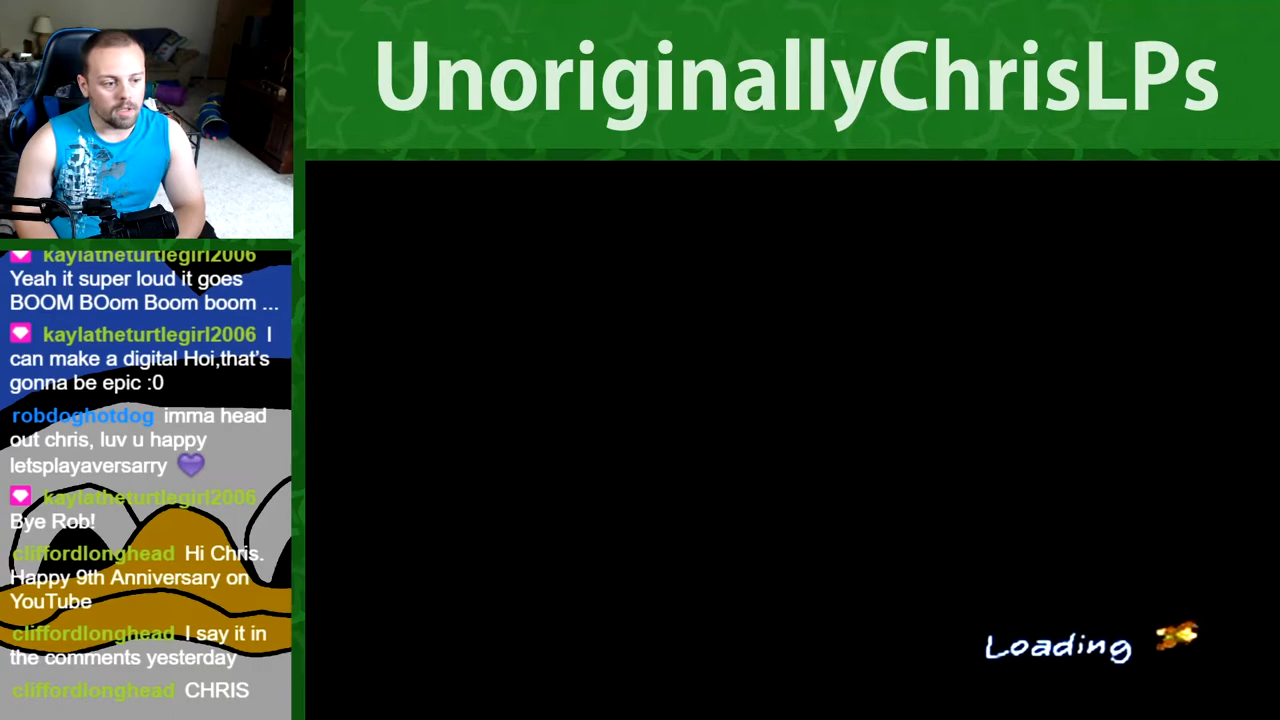 UnoriginallyChrisLPs
kaylatheturtlegirl2006
Yeah it super loud it goes
BOOM BOom Boom boom ...
kaylatheturtlegirl2006 I
can make a digital Hoi,that's
gonna be epic :0
robdoghotdog imma head
out chris, luv u happy
letsplayaversarry
kaylatheturtlegirl2006
Bye Rob!
cliffordlonghead Hi Chris.
Happy 9th Anniversary on
YouTube
cliffordlonghead I say it in
the comments yesterday
cliffordlonghead CHRIS
Loading